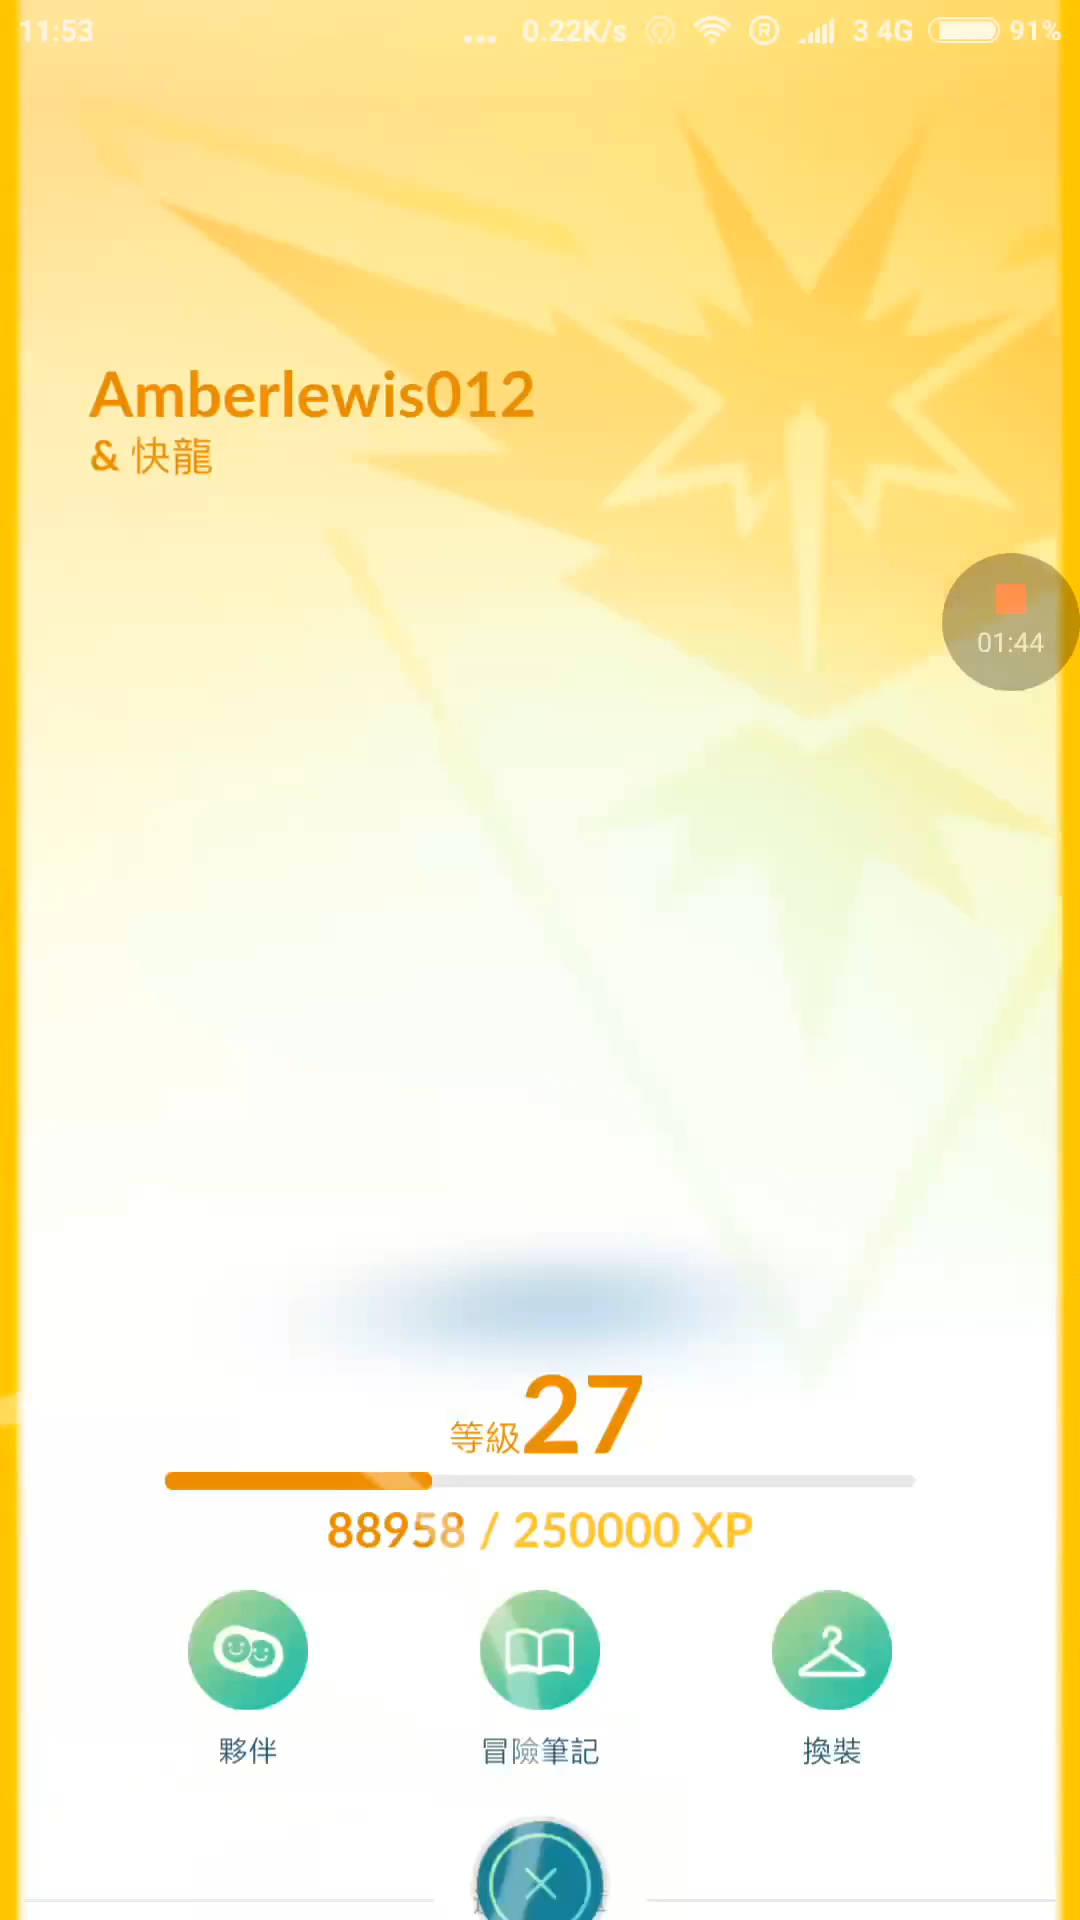 11:53 ... 0.22K/s R 3 4G 91%
Amberlewis012
& 快龍
01:44
等級27
88958 / 250000 XP
夥伴 冒險筆記 換裝